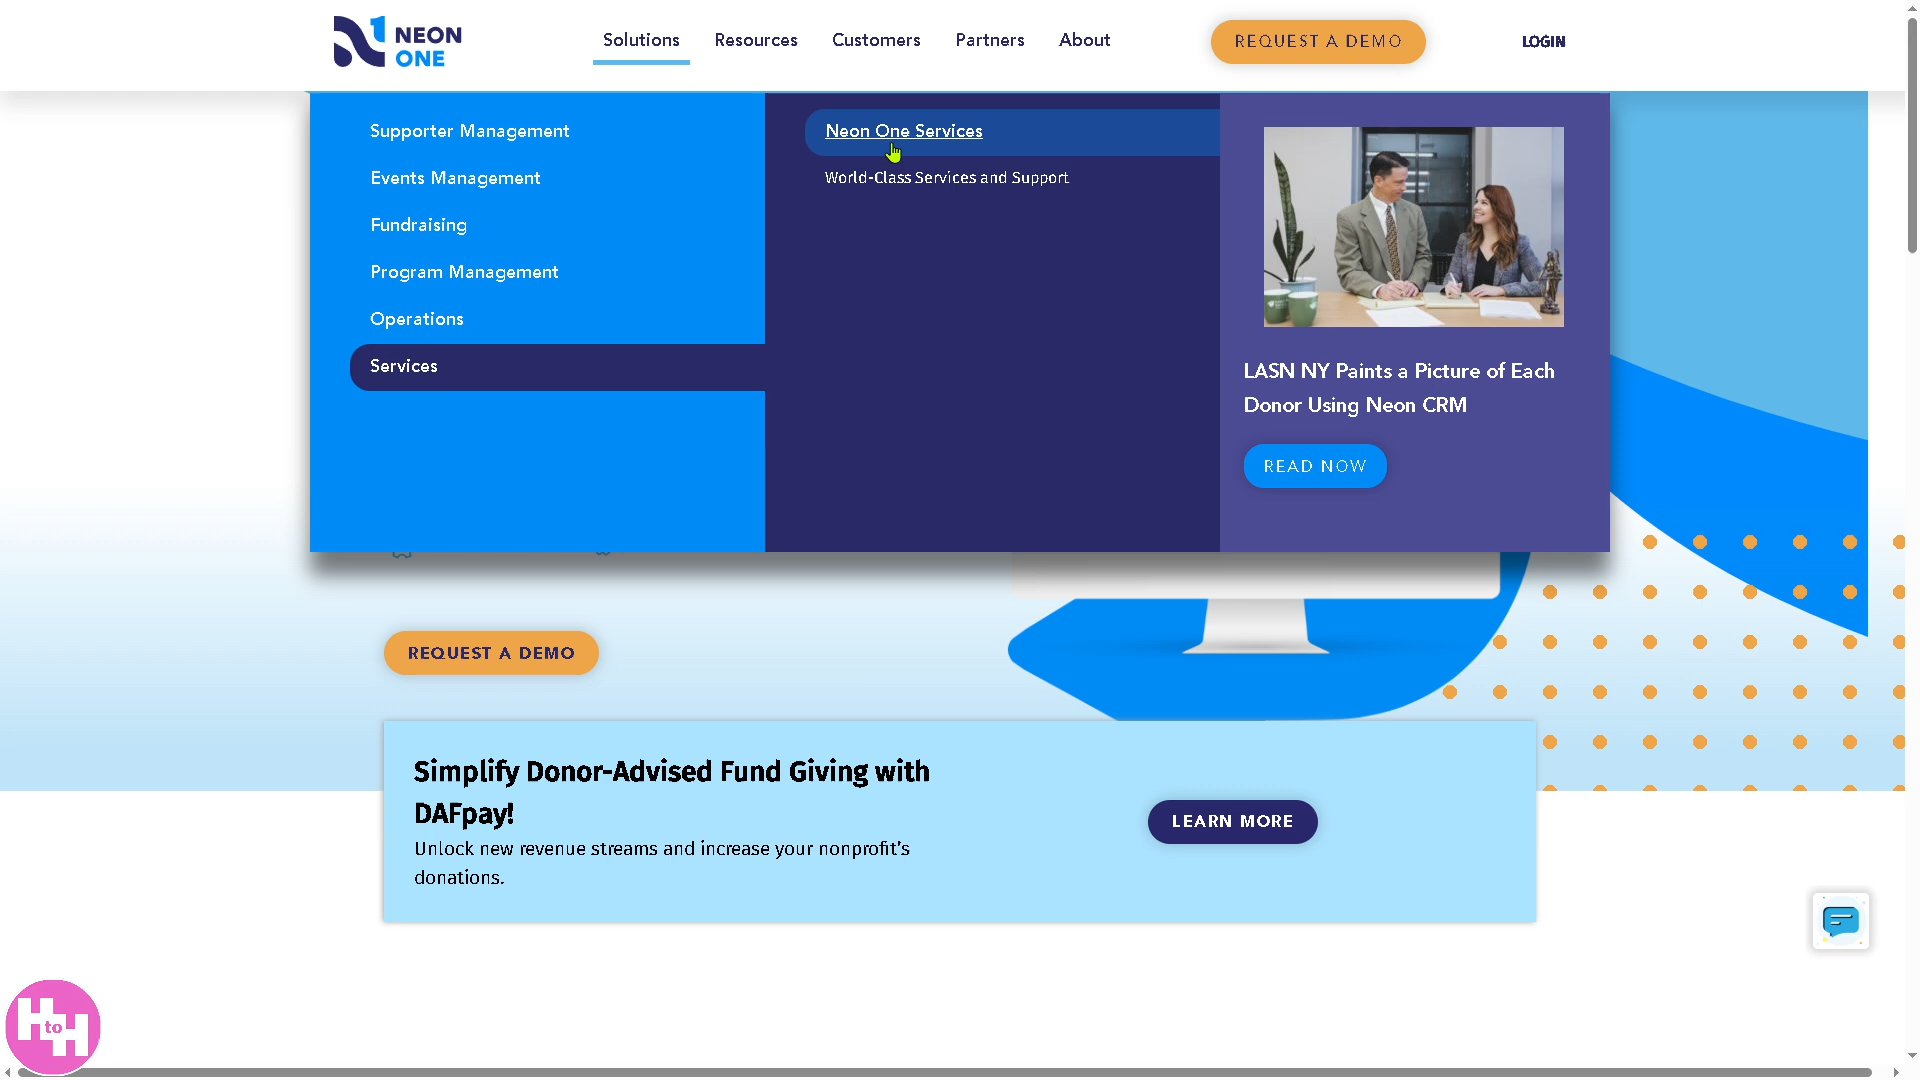 NEON
ONE
Solutions
Resources
Customers
Partners
About
REQUEST A DEMO
LOGIN
Supporter Management
Events Management
Fundraising
Program Management
Operations
Services
Neon One Services
World-Class Services and Support
LASN NY Paints a Picture of Each
Donor Using Neon CRM
READ NOW
REQUEST A DEMO
Simplify Donor-Advised Fund Giving with
DAFpay!
Unlock new revenue streams and increase your nonprofit's
donations.
LEARN MORE
H to H